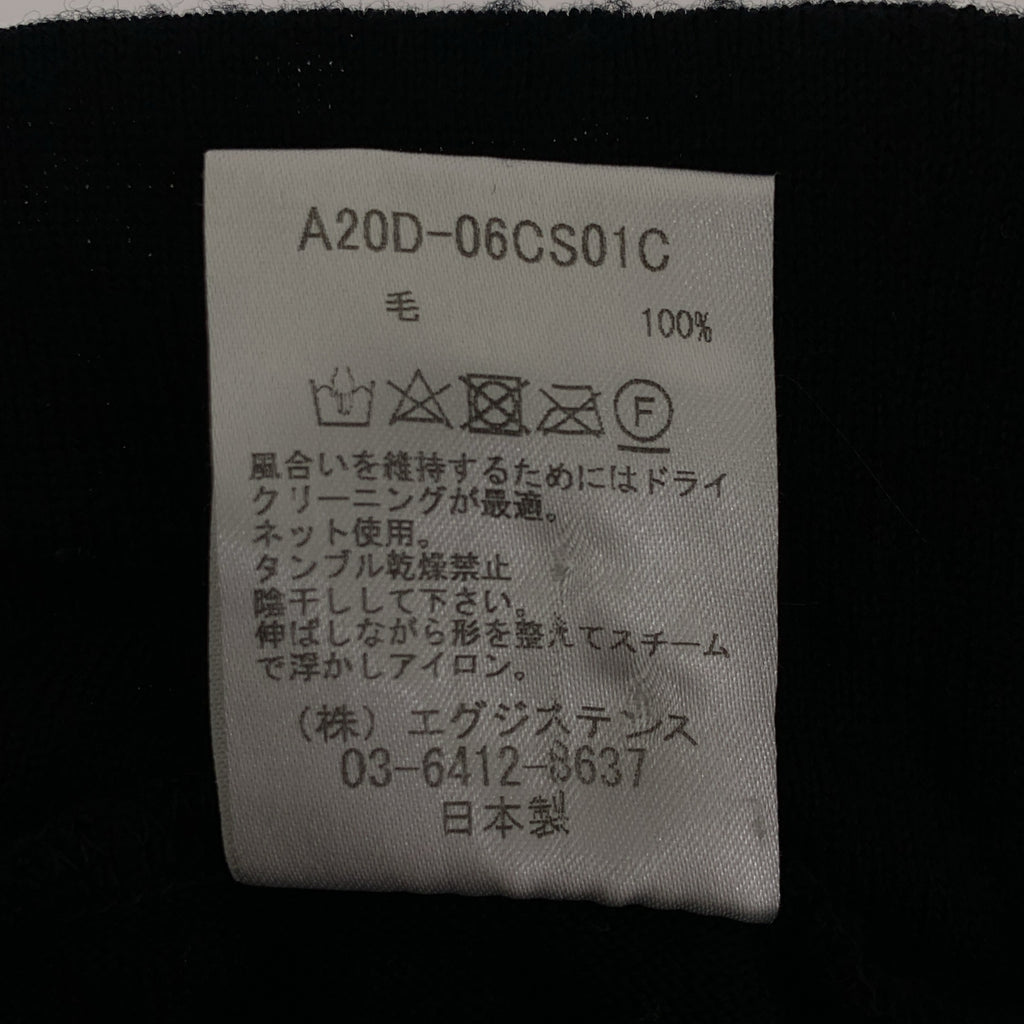 A20D-06CS01C
毛 100%
F
風合いを維持するためにはドライ
クリーニングが最適。
ネット使用。
タンブル乾燥禁止
陰干しして下さい。
伸ばしながら形を整えてスチーム
で浮かしアイロン。
（株）エグジステンス
03-6412-8637
日本製